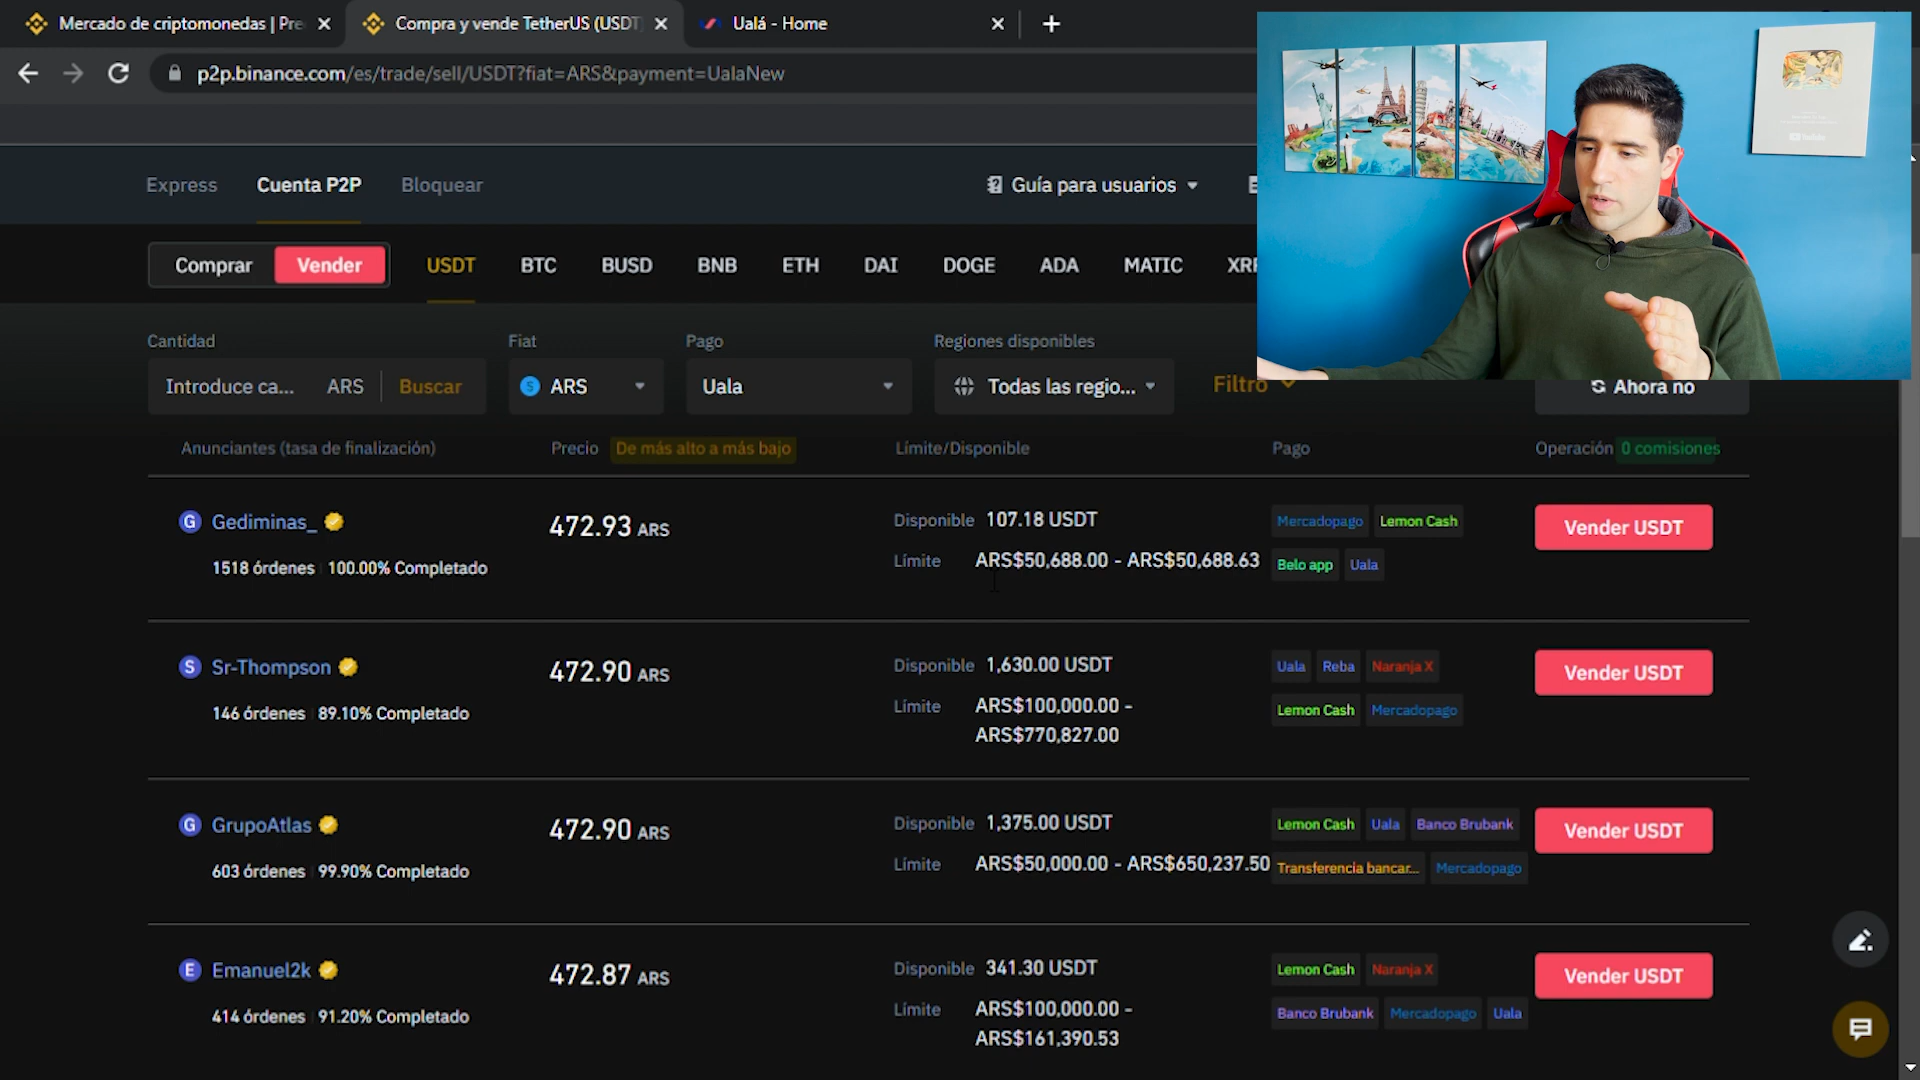 Mercado de criptomonedas | Pre
Compra y vende TetherUS (USDT
Ualá - Home
p2p.binance.com/es/trade/sell/USDT?fiat=ARS&payment=UalaNew
Express
Cuenta P2P
Bloquear
Guía para usuarios
Comprar
Vender
USDT
BTC
BUSD
BNB
ETH
DAI
DOGE
ADA
MATIC
XRP
Cantidad
Fiat
Pago
Regiones disponibles
Introduce ca...
ARS
Buscar
ARS
Uala
Todas las regio...
Filtro
Ahora no
Anunciantes (tasa de finalización)
Precio
De más alto a más bajo
Límite/Disponible
Pago
Operación
0 comisiones
G Gediminas_
1518 órdenes | 100.00% Completado
472.93 ARS
Disponible 107.18 USDT
Límite ARS$50,688.00 - ARS$50,688.63
Mercadopago Lemon Cash
Belo app Uala
Vender USDT
S Sr-Thompson
146 órdenes | 89.10% Completado
472.90 ARS
Disponible 1,630.00 USDT
Límite ARS$100,000.00 -
ARS$770,827.00
Uala Reba Naranja X
Lemon Cash Mercadopago
Vender USDT
G GrupoAtlas
603 órdenes | 99.90% Completado
472.90 ARS
Disponible 1,375.00 USDT
Límite ARS$50,000.00 - ARS$650,237.50
Lemon Cash Uala Banco Brubank
Transferencia bancar... Mercadopago
Vender USDT
E Emanuel2k
414 órdenes | 91.20% Completado
472.87 ARS
Disponible 341.30 USDT
Límite ARS$100,000.00 -
ARS$161,390.53
Lemon Cash Naranja X
Banco Brubank Mercadopago Uala
Vender USDT